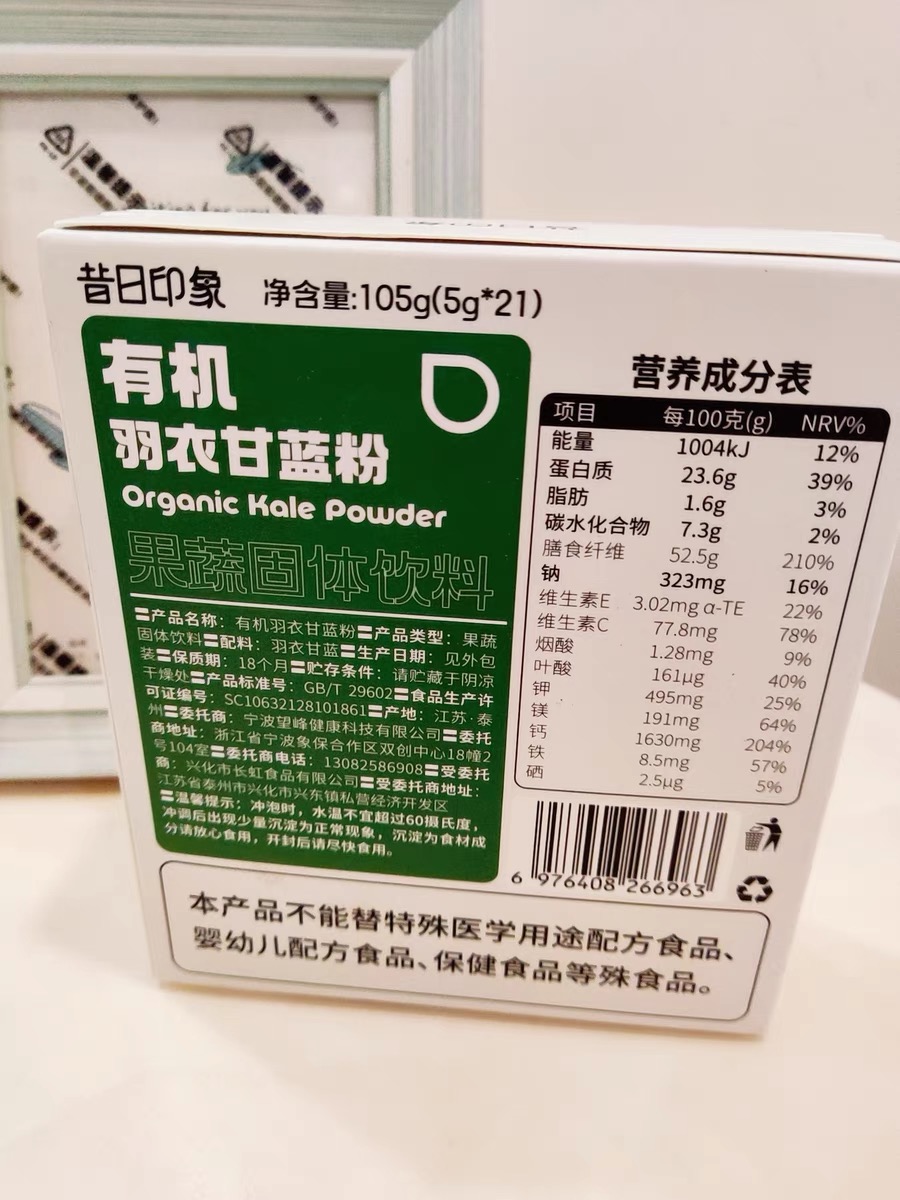 昔日印象
净含量:105g(5g*21)
有机
羽衣甘蓝粉
Organic Kale Powder
果蔬固体饮料
〓产品名称：有机羽衣甘蓝粉〓产品类型：果蔬
固体饮料〓配料：羽衣甘蓝〓生产日期：见外包
装〓保质期：18个月〓贮存条件：请贮藏于阴凉
干燥处〓产品标准号：GB/T 29602〓食品生产许
可证编号：SC10632128101861〓产地：江苏·泰
州〓委托商：宁波望峰健康科技有限公司〓委托
商地址：浙江省宁波象保合作区双创中心18幢2
号104室〓委托商电话：13082586908〓受委托
商：兴化市长虹食品有限公司〓受委托商地址：
江苏省泰州市兴化市兴东镇私营经济开发区
〓温馨提示：冲泡时，水温不宜超过60摄氏度，
冲调后出现少量沉淀为正常现象，沉淀为食材成
分请放心食用，开封后请尽快食用。
营养成分表
项目 每100克(g) NRV%
能量 1004kJ 12%
蛋白质 23.6g 39%
脂肪 1.6g 3%
碳水化合物 7.3g 2%
膳食纤维 52.5g 210%
钠 323mg 16%
维生素E 3.02mg α-TE 22%
维生素C 77.8mg 78%
烟酸 1.28mg 9%
叶酸 161μg 40%
钾 495mg 25%
镁 191mg 64%
钙 1630mg 204%
铁 8.5mg 57%
硒 2.5μg 5%
6 976408 266963
本产品不能替特殊医学用途配方食品、
婴幼儿配方食品、保健食品等殊食品。
温馨提示